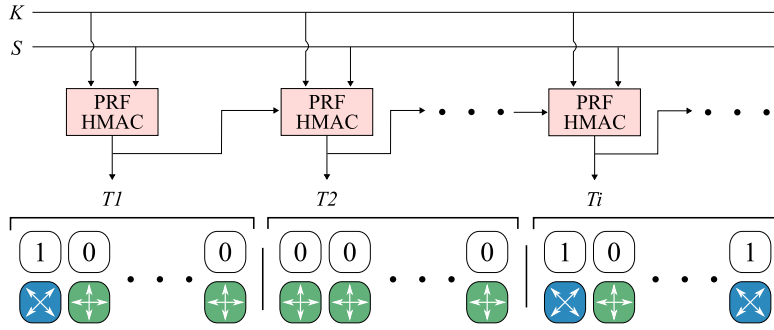 K
S
PRF PRF PRF
HMAC HMAC HMAC
T1 T2 Ti
1 0 0 0 0 0 1 0 1